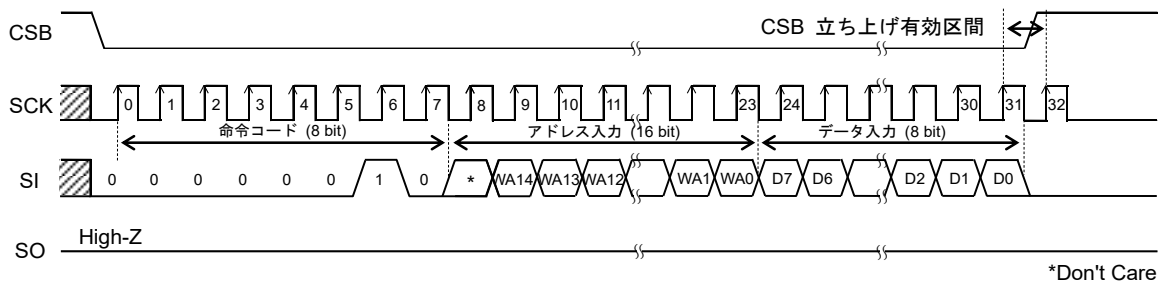 CSB CSB 立ち上げ有効区間
SCK 0 1 2 3 4 5 6 7 8 9 10 11 23 24 30 31 32
命令コード (8 bit) アドレス入力 (16 bit) データ入力 (8 bit)
SI 0 0 0 0 0 0 1 0 * WA14 WA13 WA12 WA1 WA0 D7 D6 D2 D1 D0
SO High-Z
*Don't Care